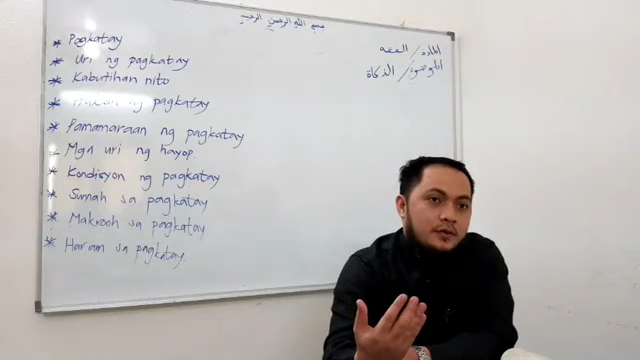 بسم الله الرحمن الرحيم
المادة / الفقه
الموضوع / الذكاة
* Pagkatay
* Uri ng pagkatay
* Kabutihan nito
* ng pagkatay
* Pamamaraan ng pagkatay
* Mga uri ng hayop.
* Kondisyon ng pagkatay
* Sunnah sa pagkatay
* Makrooh sa pagkatay
* Haram sa pagkatay.